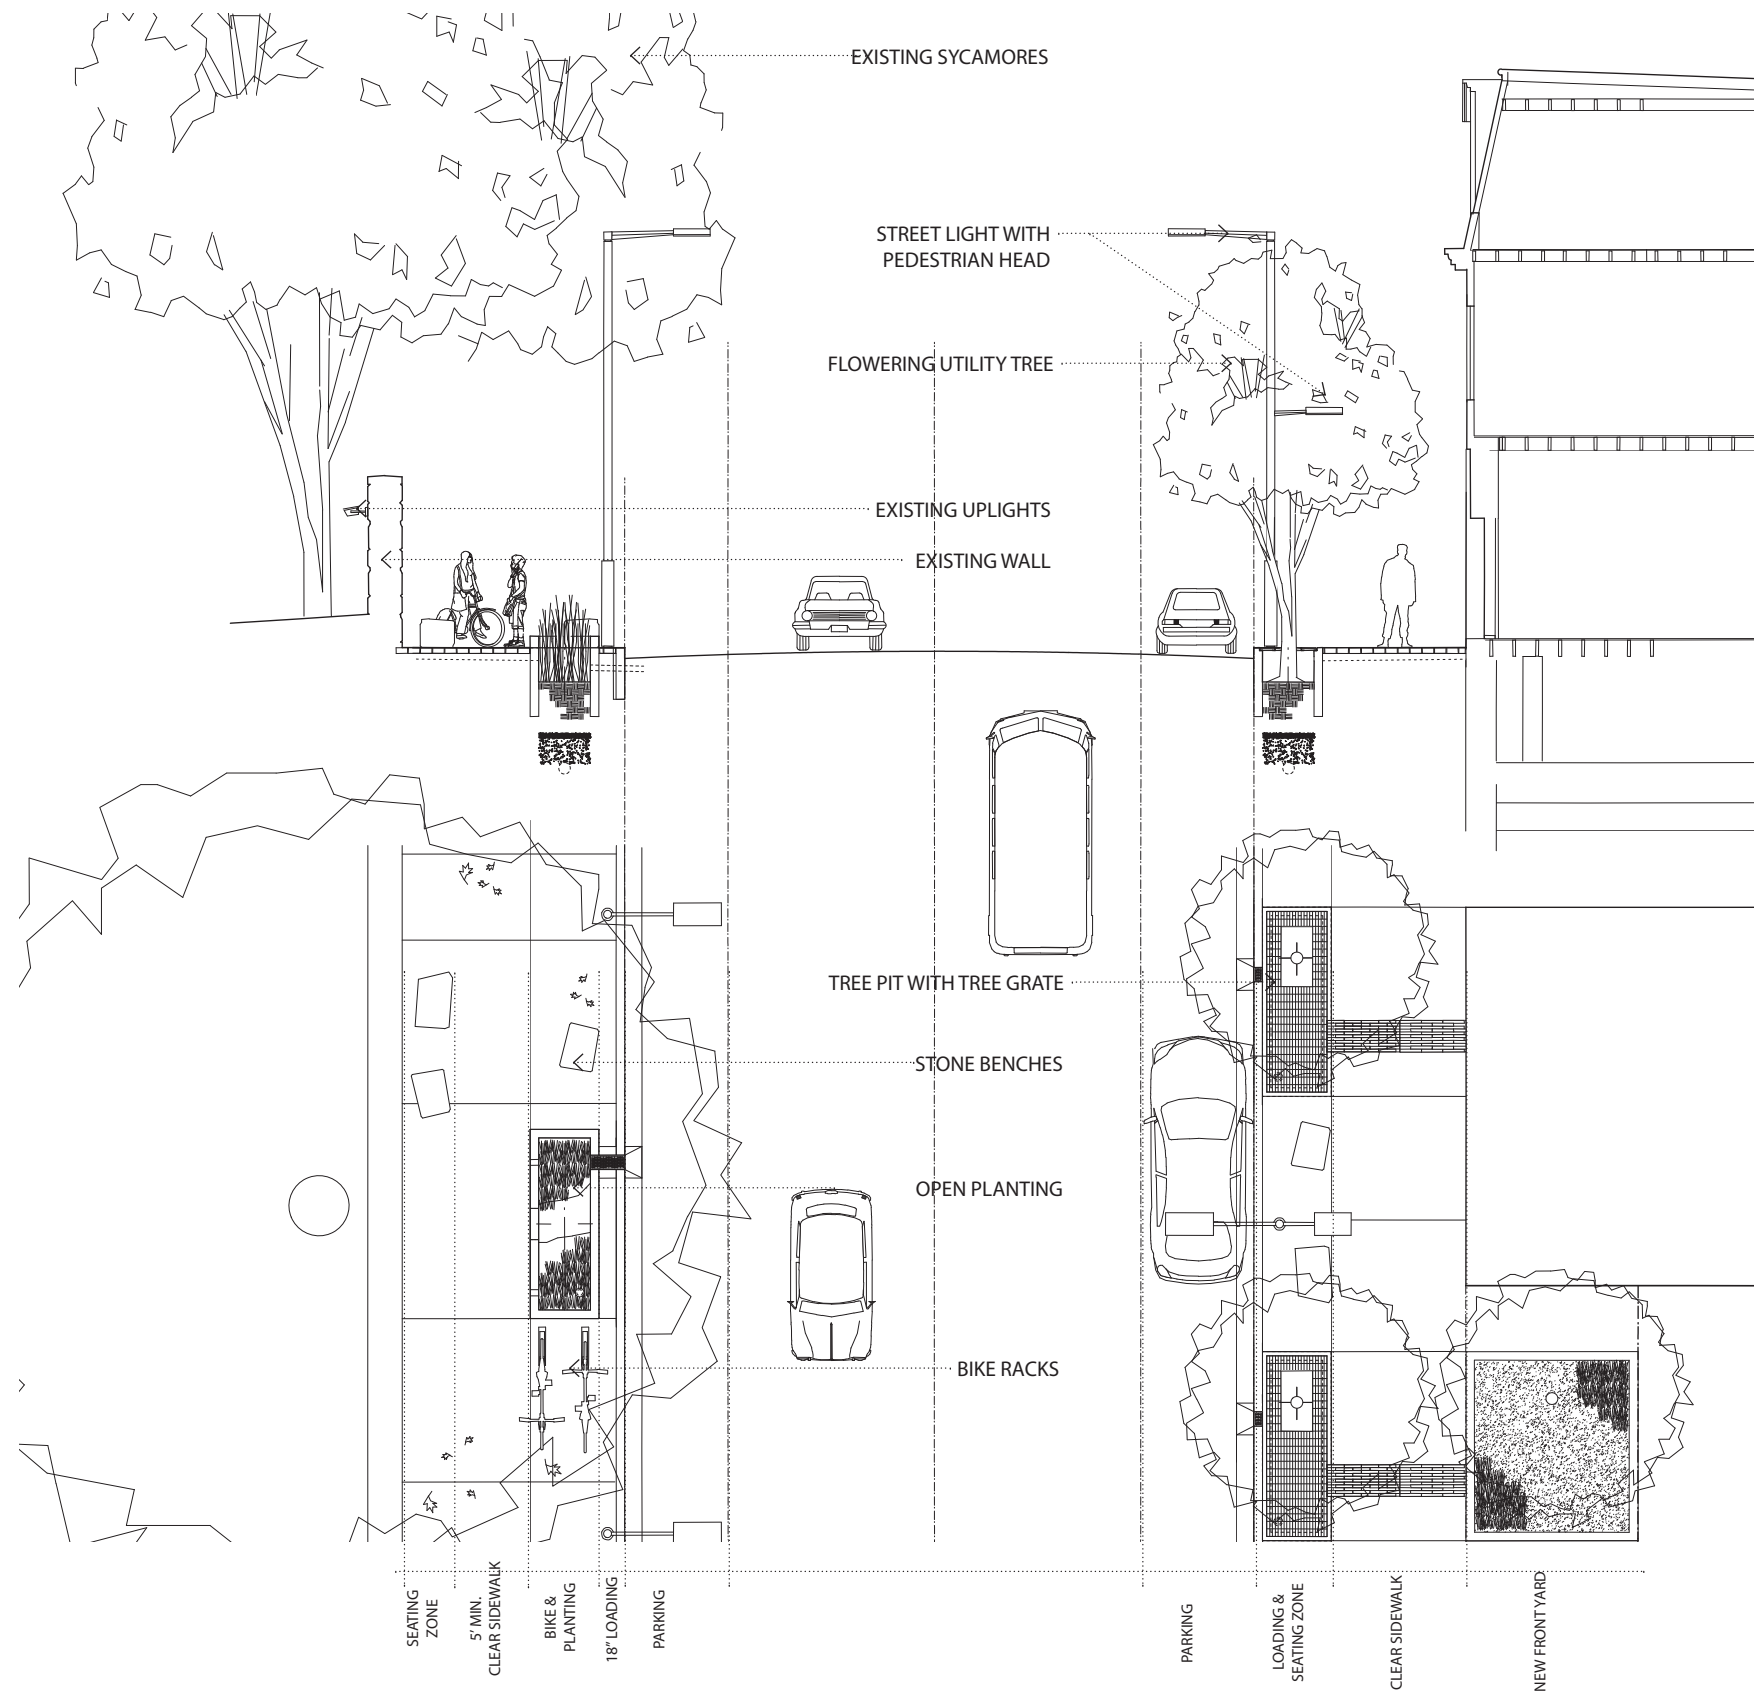 EXISTING SYCAMORES
STREET LIGHT WITH
PEDESTRIAN HEAD
FLOWERING UTILITY TREE
EXISTING UPLIGHTS
EXISTING WALL
TREE PIT WITH TREE GRATE
STONE BENCHES
OPEN PLANTING
BIKE RACKS
SEATING
ZONE
5' MIN.
CLEAR SIDEWALK
BIKE &
PLANTING
18" LOADING
PARKING
PARKING
LOADING &
SEATING ZONE
CLEAR SIDEWALK
NEW FRONT YARD